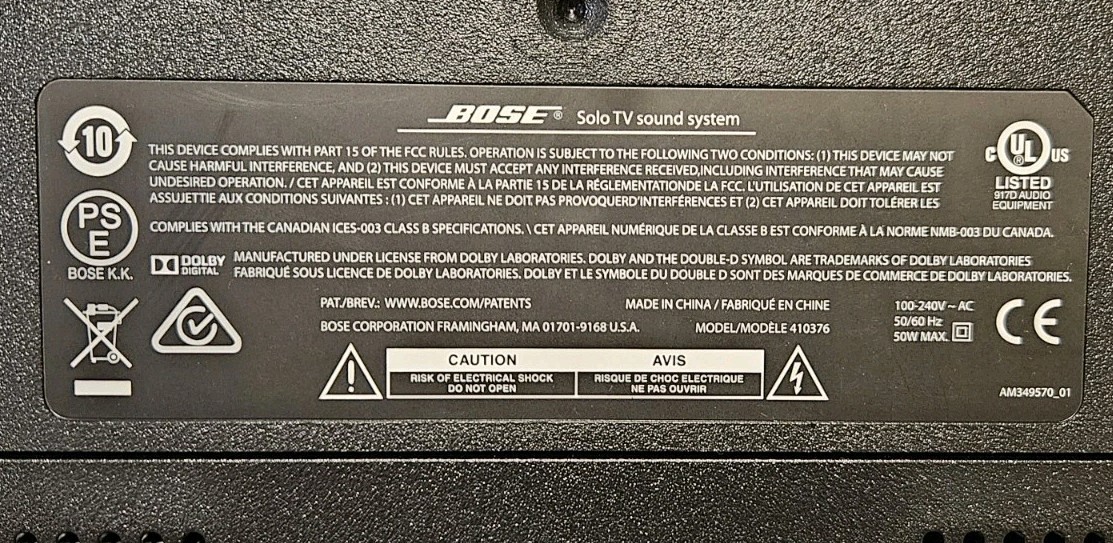 BOSE® Solo TV sound system
10
THIS DEVICE COMPLIES WITH PART 15 OF THE FCC RULES. OPERATION IS SUBJECT TO THE FOLLOWING TWO CONDITIONS: (1) THIS DEVICE MAY NOT
CAUSE HARMFUL INTERFERENCE, AND (2) THIS DEVICE MUST ACCEPT ANY INTERFERENCE RECEIVED,INCLUDING INTERFERENCE THAT MAY CAUSE
UNDESIRED OPERATION. / CET APPAREIL EST CONFORME À LA PARTIE 15 DE LA RÉGLEMENTATIONDE LA FCC. L'UTILISATION DE CET APPAREIL EST
ASSUJETTIE AUX CONDITIONS SUIVANTES : (1) CET APPAREIL NE DOIT PAS PROVOQUERD'INTERFÉRENCES ET (2) CET APPAREIL DOIT TOLÉRER LES
C UL® US
LISTED
917D AUDIO
EQUIPMENT
PS
E
BOSE K.K.
COMPLIES WITH THE CANADIAN ICES-003 CLASS B SPECIFICATIONS. \ CET APPAREIL NUMÉRIQUE DE LA CLASSE B EST CONFORME À LA NORME NMB-003 DU CANADA.
DOLBY
DIGITAL
MANUFACTURED UNDER LICENSE FROM DOLBY LABORATORIES. DOLBY AND THE DOUBLE-D SYMBOL ARE TRADEMARKS OF DOLBY LABORATORIES
FABRIQUÉ SOUS LICENCE DE DOLBY LABORATORIES. DOLBY ET LE SYMBOLE DU DOUBLE D SONT DES MARQUES DE COMMERCE DE DOLBY LABORATORIES.
PAT./BREV.: WWW.BOSE.COM/PATENTS
MADE IN CHINA / FABRIQUÉ EN CHINE
BOSE CORPORATION FRAMINGHAM, MA 01701-9168 U.S.A.
MODEL/MODÈLE 410376
100-240V ~ AC
50/60 Hz
50W MAX.
CE
CAUTION
RISK OF ELECTRICAL SHOCK
DO NOT OPEN
AVIS
RISQUE DE CHOC ELECTRIQUE
NE PAS OUVRIR
AM349570_01